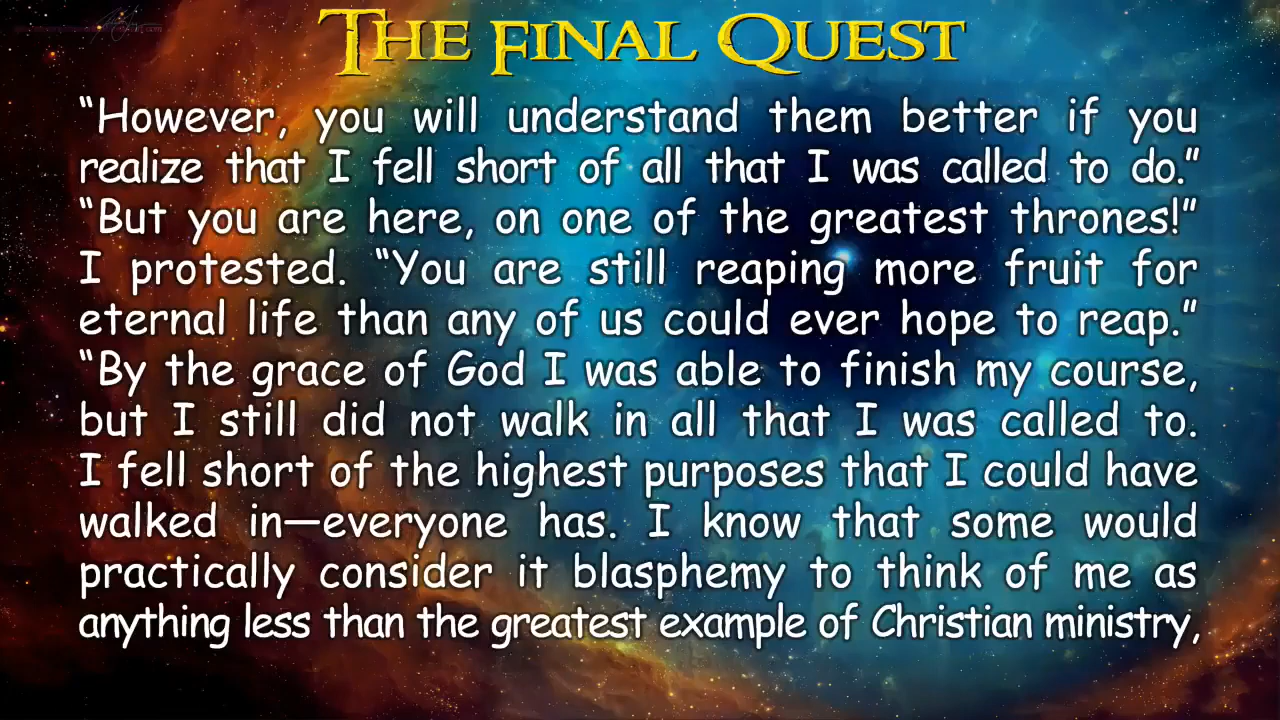 THE FINAL QUEST
“However, you will understand them better if you
realize that I fell short of all that I was called to do.”
“But you are here, on one of the greatest thrones!”
I protested. “You are still reaping more fruit for
eternal life than any of us could ever hope to reap.”
“By the grace of God I was able to finish my course,
but I still did not walk in all that I was called to.
I fell short of the highest purposes that I could have
walked in—everyone has. I know that some would
practically consider it blasphemy to think of me as
anything less than the greatest example of Christian ministry,